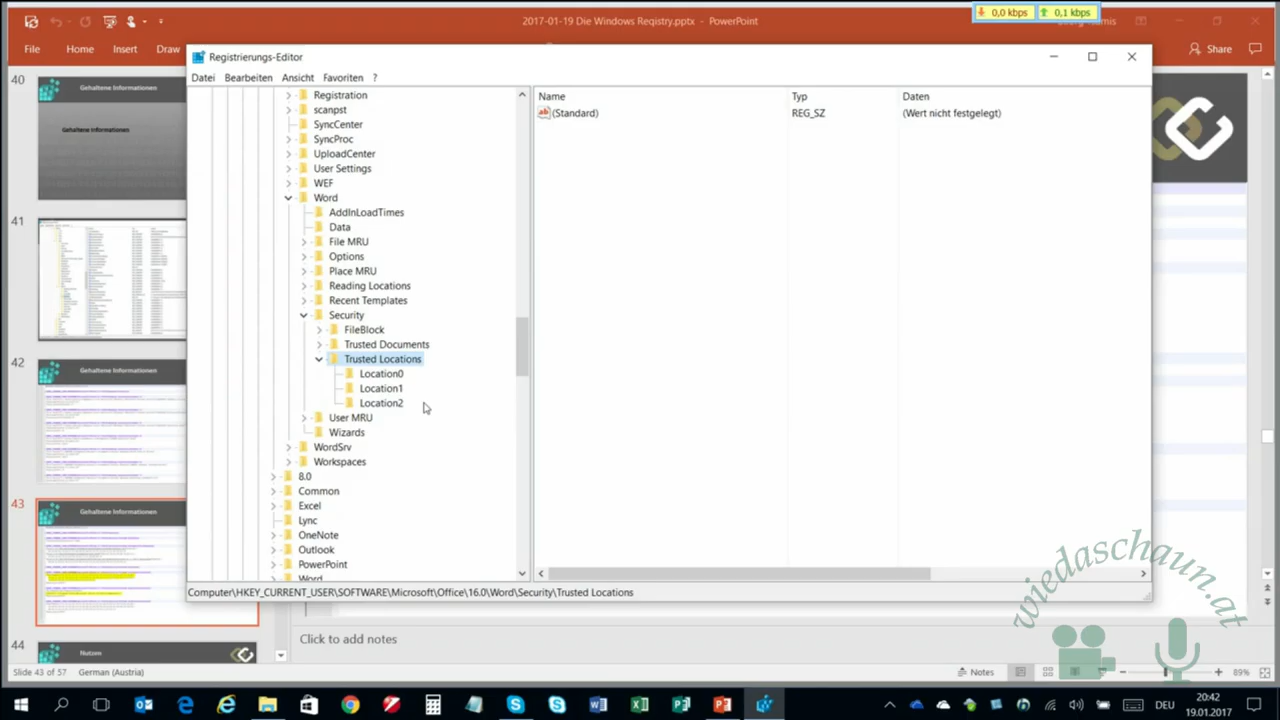 0,0 kbps 0,1 kbps
2017-01-19 Die Windows Registry.pptx - PowerPoint
File Home Insert Draw Share
Registrierungs-Editor
Datei Bearbeiten Ansicht Favoriten ?
Registration
scanpst
SyncCenter
SyncProc
UploadCenter
User Settings
WEF
Word
AddInLoadTimes
Data
File MRU
Options
Place MRU
Reading Locations
Recent Templates
Security
FileBlock
Trusted Documents
Trusted Locations
Location0
Location1
Location2
User MRU
Wizards
WordSrv
Workspaces
8.0
Common
Excel
Lync
OneNote
Outlook
PowerPoint
Word
Name Typ Daten
ab (Standard) REG_SZ (Wert nicht festgelegt)
Computer\HKEY_CURRENT_USER\SOFTWARE\Microsoft\Office\16.0\Word\Security\Trusted Locations
40
Gehaltene Informationen
Gehaltene Informationen
41
42
Gehaltene Informationen
43
Gehaltene Informationen
44
Nutzen
Click to add notes
Slide 43 of 57 German (Austria) Notes 89%
wiedaschaun.at
DEU
20:42
19.01.2017